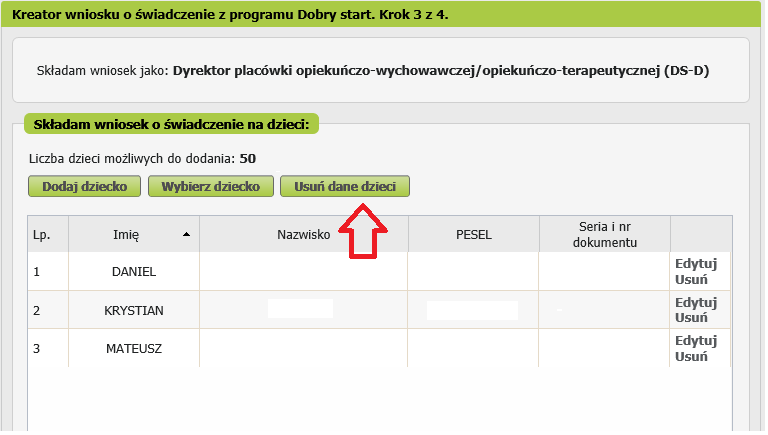 Kreator wniosku o świadczenie z programu Dobry start. Krok 3 z 4.
Składam wniosek jako: Dyrektor placówki opiekuńczo-wychowawczej/opiekuńczo-terapeutycznej (DS-D)
Składam wniosek o świadczenie na dzieci:
Liczba dzieci możliwych do dodania: 50
Dodaj dziecko Wybierz dziecko Usuń dane dzieci
Lp. Imię Nazwisko PESEL Seria i nr
dokumentu
1 DANIEL Edytuj
Usuń
2 KRYSTIAN Edytuj
Usuń
3 MATEUSZ Edytuj
Usuń